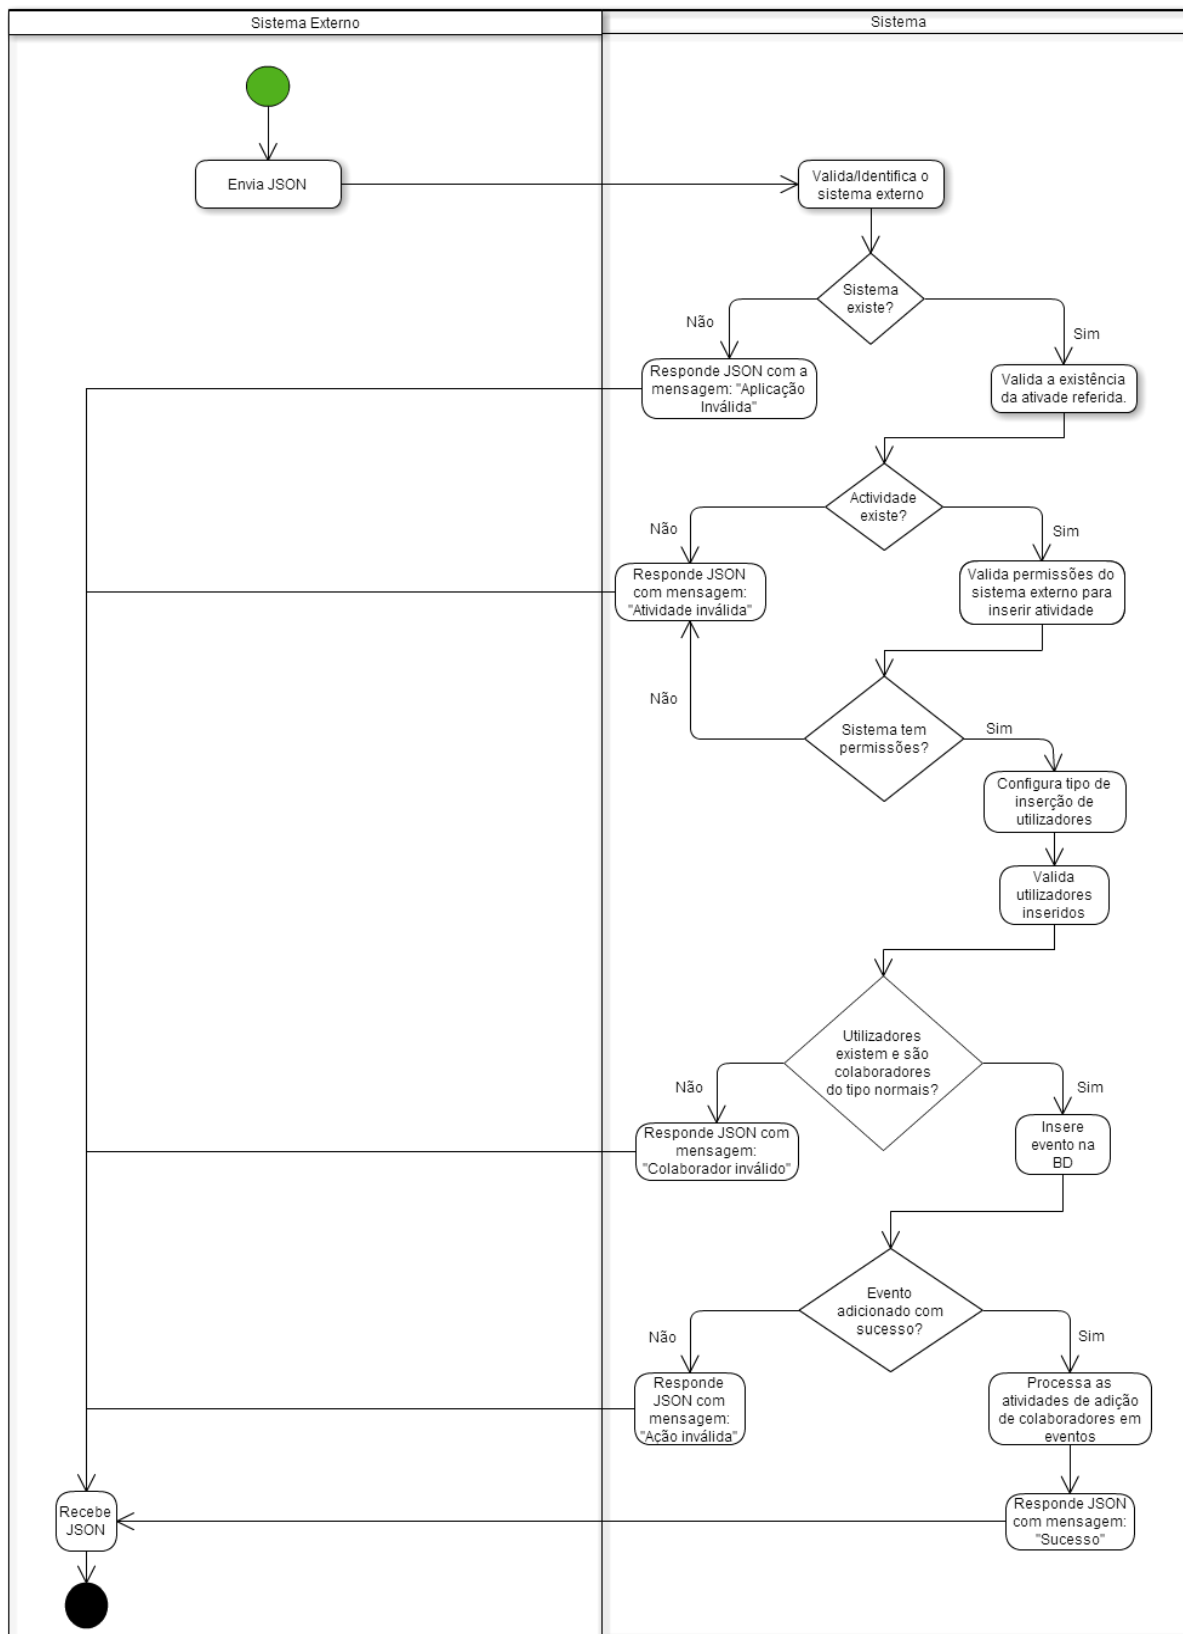 Sistema Externo
Sistema
Envia JSON
Valida/Identifica o
sistema externo
Sistema
existe?
Não
Sim
Responde JSON com a
mensagem: "Aplicação
Inválida"
Valida a existência
da ativade referida.
Actividade
existe?
Não
Sim
Responde JSON
com mensagem:
"Atividade inválida"
Valida permissões do
sistema externo para
inserir atividade
Não
Sistema tem
permissões?
Sim
Configura tipo de
inserção de
utilizadores
Valida
utilizadores
inseridos
Utilizadores
existem e são
colaboradores
do tipo normais?
Não
Sim
Responde JSON com
mensagem:
"Colaborador inválido"
Insere
evento na
BD
Evento
adicionado com
sucesso?
Não
Sim
Responde
JSON com
mensagem:
"Ação inválida"
Processa as
atividades de adição
de colaboradores em
eventos
Recebe
JSON
Responde JSON
com mensagem:
"Sucesso"